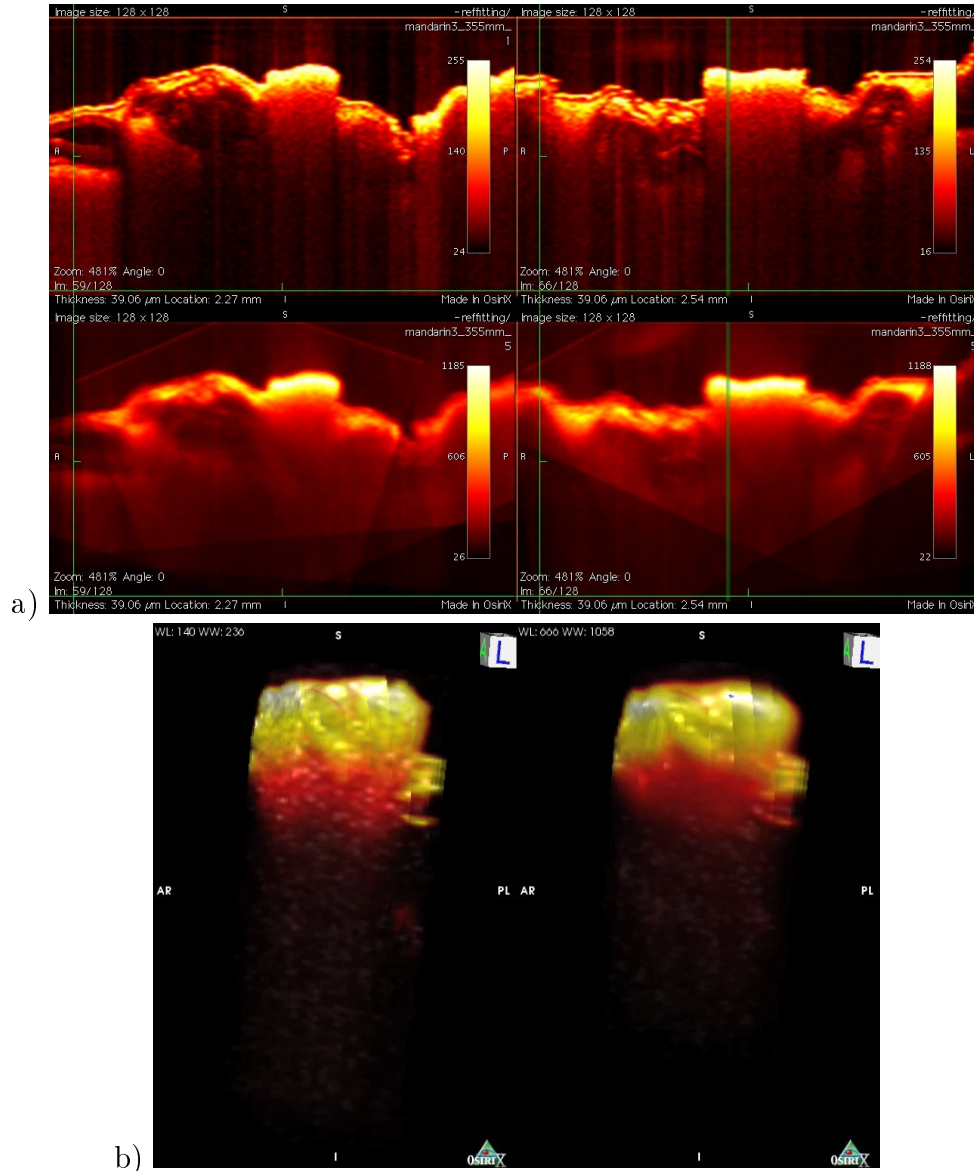 Image size: 128 x 128 S -refitting/
mandarin3_355mm_
1
255
140
24
A P
Zoom: 481% Angle: 0
Im: 59/128
Thickness: 39.06 µm Location: 2.27 mm I Made In OsiriX
Image size: 128 x 128 S -refitting/
mandarin3_355mm_
254
135
16
R L
Zoom: 481% Angle: 0
Im: 66/128
Thickness: 39.06 µm Location: 2.54 mm I Made In OsiriX
Image size: 128 x 128 S -reffitting/
mandarin3_355mm_
5
1185
606
26
A P
Zoom: 481% Angle: 0
Im: 59/128
Thickness: 39.06 µm Location: 2.27 mm I Made In OsiriX
Image size: 128 x 128 S -reffitting/
mandarin3_355mm_
5
1188
605
22
R L
Zoom: 481% Angle: 0
Im: 66/128
Thickness: 39.06 µm Location: 2.54 mm I Made In OsiriX
a)
WL: 140 WW: 236 S
A L
AR PL
I
OSIRIX
WL: 666 WW: 1058 S
A L
AR PL
I
OSIRIX
b)